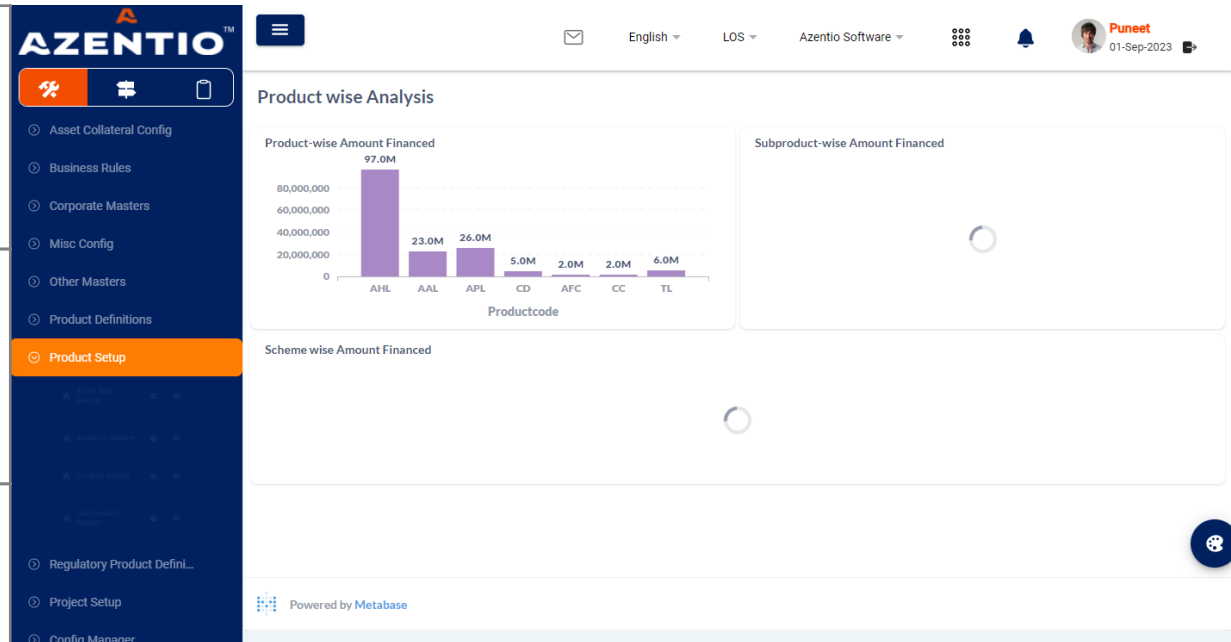 AZENTIO™
English
LOS
Azentio Software
Puneet
01-Sep-2023
Asset Collateral Config
Business Rules
Corporate Masters
Misc Config
Other Masters
Product Definitions
Product Setup
Regulatory Product Defini...
Project Setup
Config Manager
Product wise Analysis
Product-wise Amount Financed
97.0M
80,000,000
60,000,000
40,000,000
23.0M 26.0M
20,000,000
5.0M 2.0M 2.0M 6.0M
0
AHL AAL APL CD AFC CC TL
Productcode
Subproduct-wise Amount Financed
Scheme wise Amount Financed
Powered by Metabase